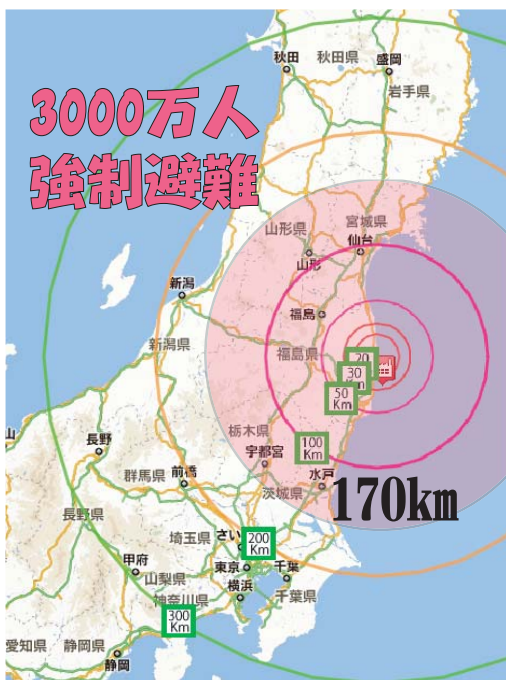 3000万人
強制避難
秋田
秋田県
盛岡
岩手県
宮城県
山形県
仙台
山形
新潟
福島
新潟県
福島県
20
30
50
Km
栃木県
100
Km
山
長野
宇都宮
群馬県
前橋
水戸
茨城県
170km
長野県
埼玉県
さい
200
Km
甲府
東京
千葉
山梨県
横浜
千葉県
神奈川県
300
Km
愛知県
静岡県
静岡